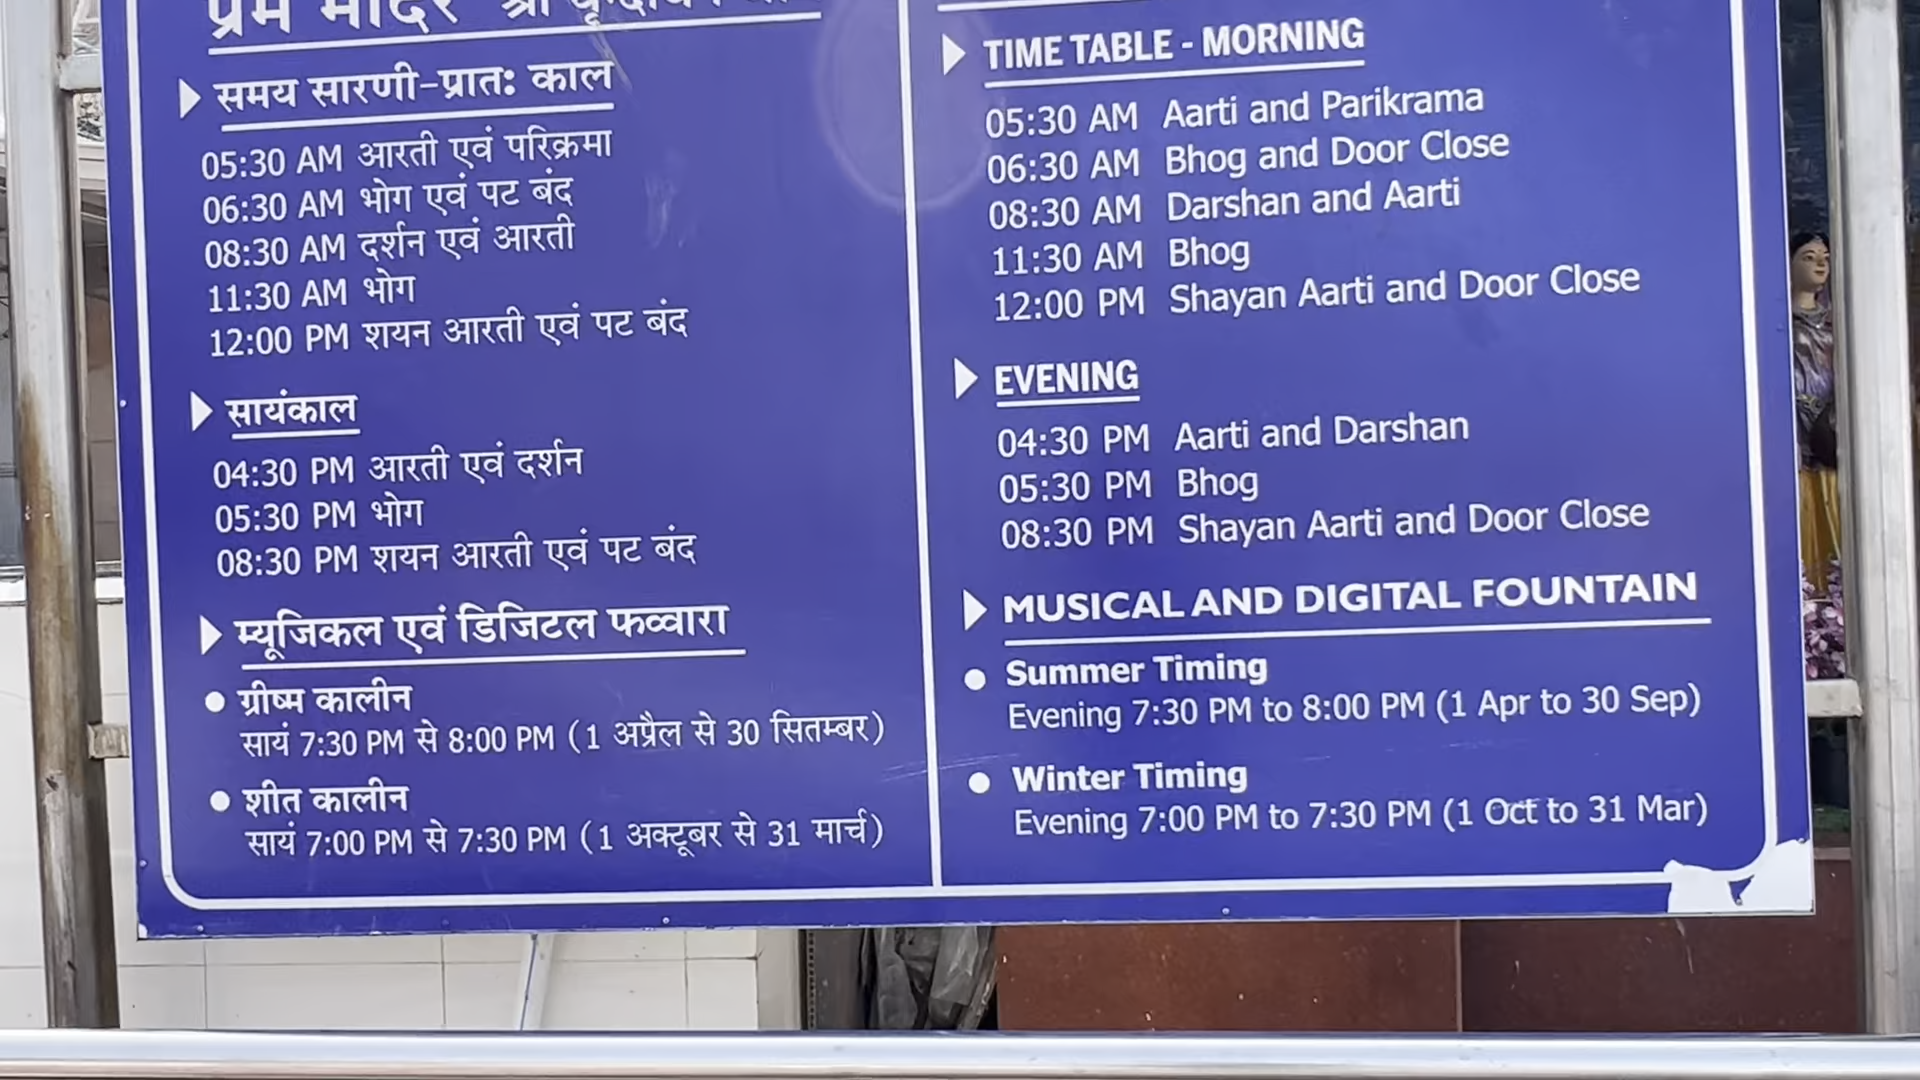 प्रेम मंदिर श्री वृन्दावन
समय सारणी-प्रात: काल
05:30 AM आरती एवं परिक्रमा
06:30 AM भोग एवं पट बंद
08:30 AM दर्शन एवं आरती
11:30 AM भोग
12:00 PM शयन आरती एवं पट बंद
सायंकाल
04:30 PM आरती एवं दर्शन
05:30 PM भोग
08:30 PM शयन आरती एवं पट बंद
म्यूजिकल एवं डिजिटल फव्वारा
ग्रीष्म कालीन
सायं 7:30 PM से 8:00 PM (1 अप्रैल से 30 सितम्बर)
शीत कालीन
सायं 7:00 PM से 7:30 PM (1 अक्टूबर से 31 मार्च)
TIME TABLE - MORNING
05:30 AM Aarti and Parikrama
06:30 AM Bhog and Door Close
08:30 AM Darshan and Aarti
11:30 AM Bhog
12:00 PM Shayan Aarti and Door Close
EVENING
04:30 PM Aarti and Darshan
05:30 PM Bhog
08:30 PM Shayan Aarti and Door Close
MUSICAL AND DIGITAL FOUNTAIN
Summer Timing
Evening 7:30 PM to 8:00 PM (1 Apr to 30 Sep)
Winter Timing
Evening 7:00 PM to 7:30 PM (1 Oct to 31 Mar)